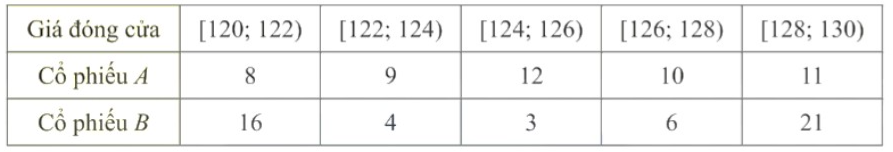 Giá đóng cửa [120; 122) [122; 124) [124; 126) [126; 128) [128; 130)
Cổ phiếu A 8 9 12 10 11
Cổ phiếu B 16 4 3 6 21